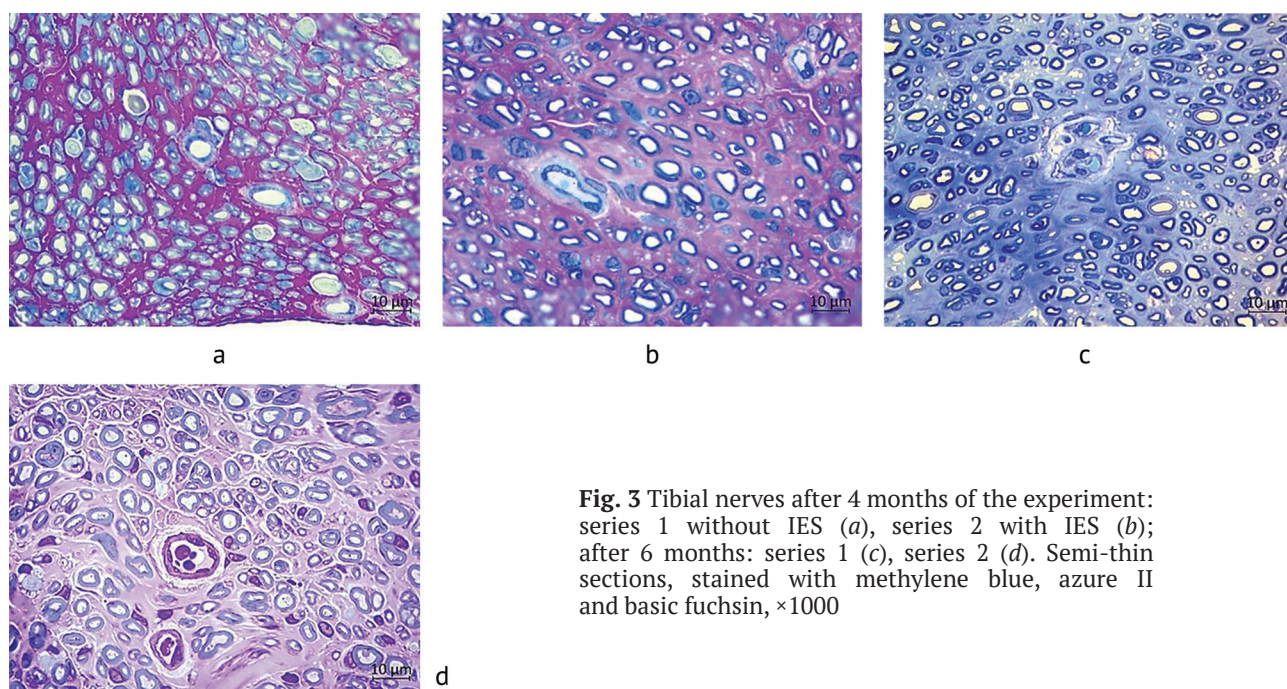 10 µm
10 µm
10 µm
a
b
c
10 µm
d
Fig. 3 Tibial nerves after 4 months of the experiment:
series 1 without IES (a), series 2 with IES (b);
after 6 months: series 1 (c), series 2 (d). Semi-thin
sections, stained with methylene blue, azure II
and basic fuchsin, ×1000